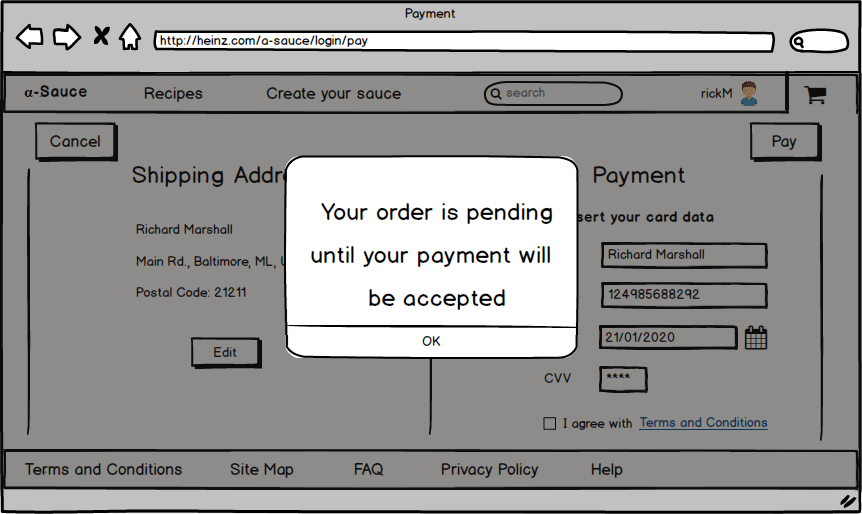 Payment
http://heinz.com/a-sauce/login/pay
α-Sauce Recipes Create your sauce search rickM
Cancel Pay
Shipping Addr
Payment
Your order is pending
until your payment will
be accepted
OK
sert your card data
Richard Marshall
Main Rd., Baltimore, ML, U
Postal Code: 21211
Edit
Richard Marshall
124985688292
21/01/2020
CVV ****
I agree with Terms and Conditions
Terms and Conditions Site Map FAQ Privacy Policy Help